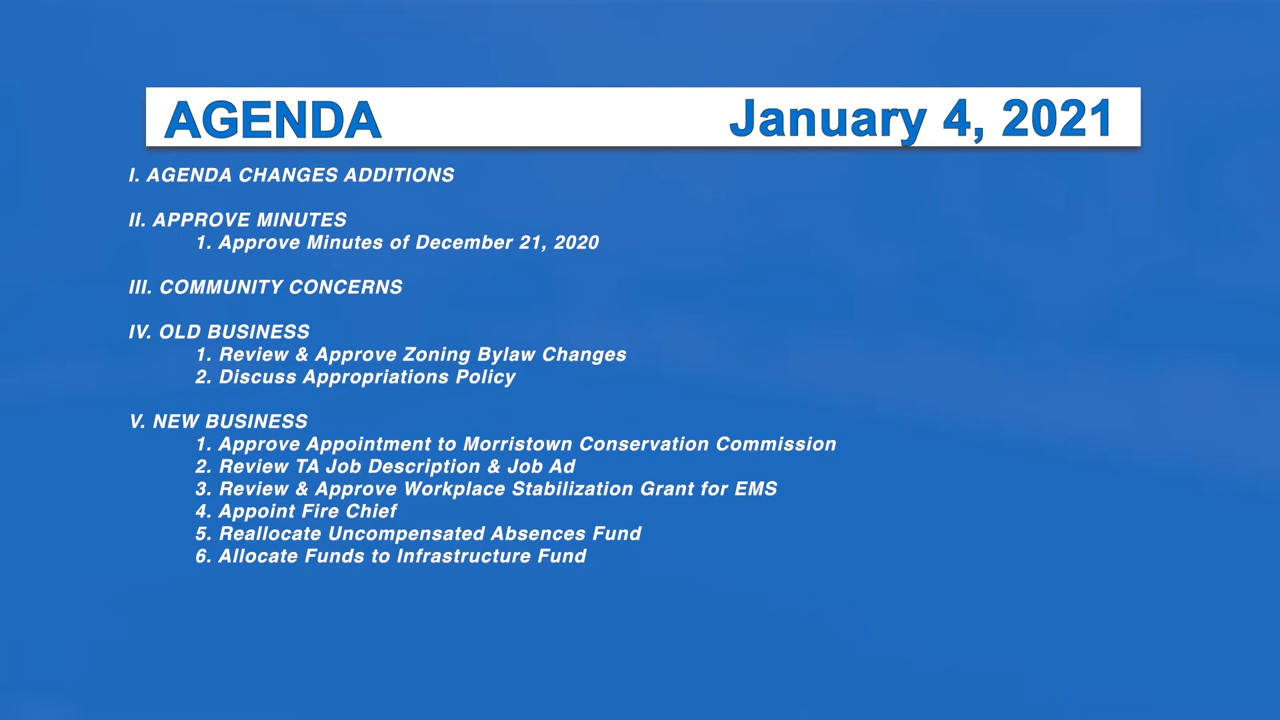 AGENDA January 4, 2021
I. AGENDA CHANGES ADDITIONS
II. APPROVE MINUTES
1. Approve Minutes of December 21, 2020
III. COMMUNITY CONCERNS
IV. OLD BUSINESS
1. Review & Approve Zoning Bylaw Changes
2. Discuss Appropriations Policy
V. NEW BUSINESS
1. Approve Appointment to Morristown Conservation Commission
2. Review TA Job Description & Job Ad
3. Review & Approve Workplace Stabilization Grant for EMS
4. Appoint Fire Chief
5. Reallocate Uncompensated Absences Fund
6. Allocate Funds to Infrastructure Fund